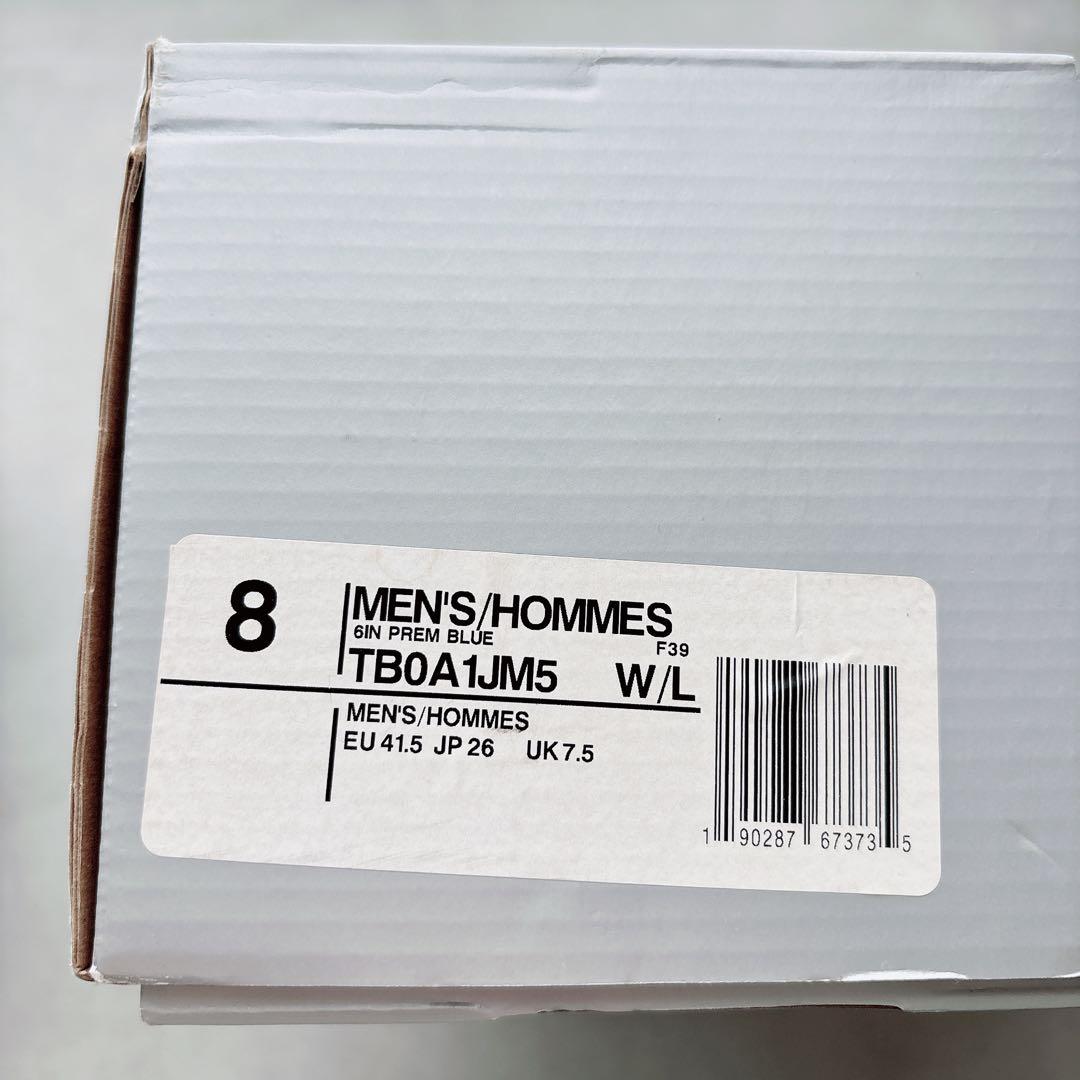 8
MEN'S/HOMMES
6IN PREM BLUE
F39
TB0A1JM5 W/L
MEN'S/HOMMES
EU 41.5 JP 26 UK 7.5
1 90287 67373 5